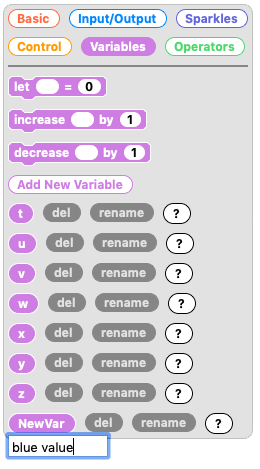 Basic Input/Output Sparkles
Control Variables Operators
let = 0
increase by 1
decrease by 1
Add New Variable
t del rename ?
u del rename ?
v del rename ?
w del rename ?
x del rename ?
y del rename ?
z del rename ?
NewVar del rename ?
blue value